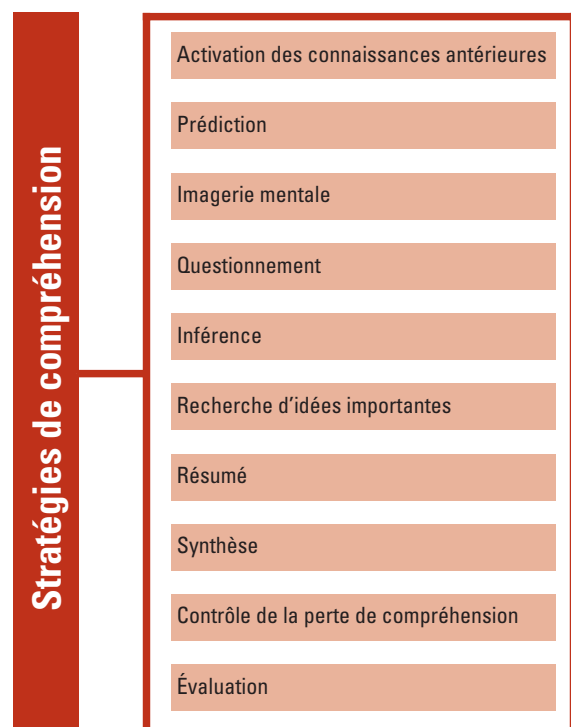 Stratégies de compréhension
Activation des connaissances antérieures
Prédiction
Imagerie mentale
Questionnement
Inférence
Recherche d'idées importantes
Résumé
Synthèse
Contrôle de la perte de compréhension
Évaluation